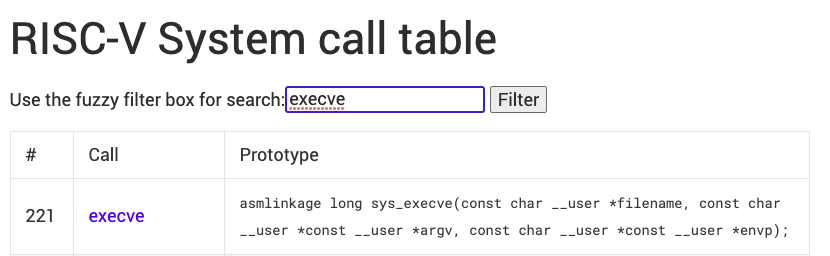 RISC-V System call table
Use the fuzzy filter box for search: execve Filter
# Call Prototype
221 execve asmlinkage long sys_execve(const char __user *filename, const char
__user *const __user *argv, const char __user *const __user *envp);